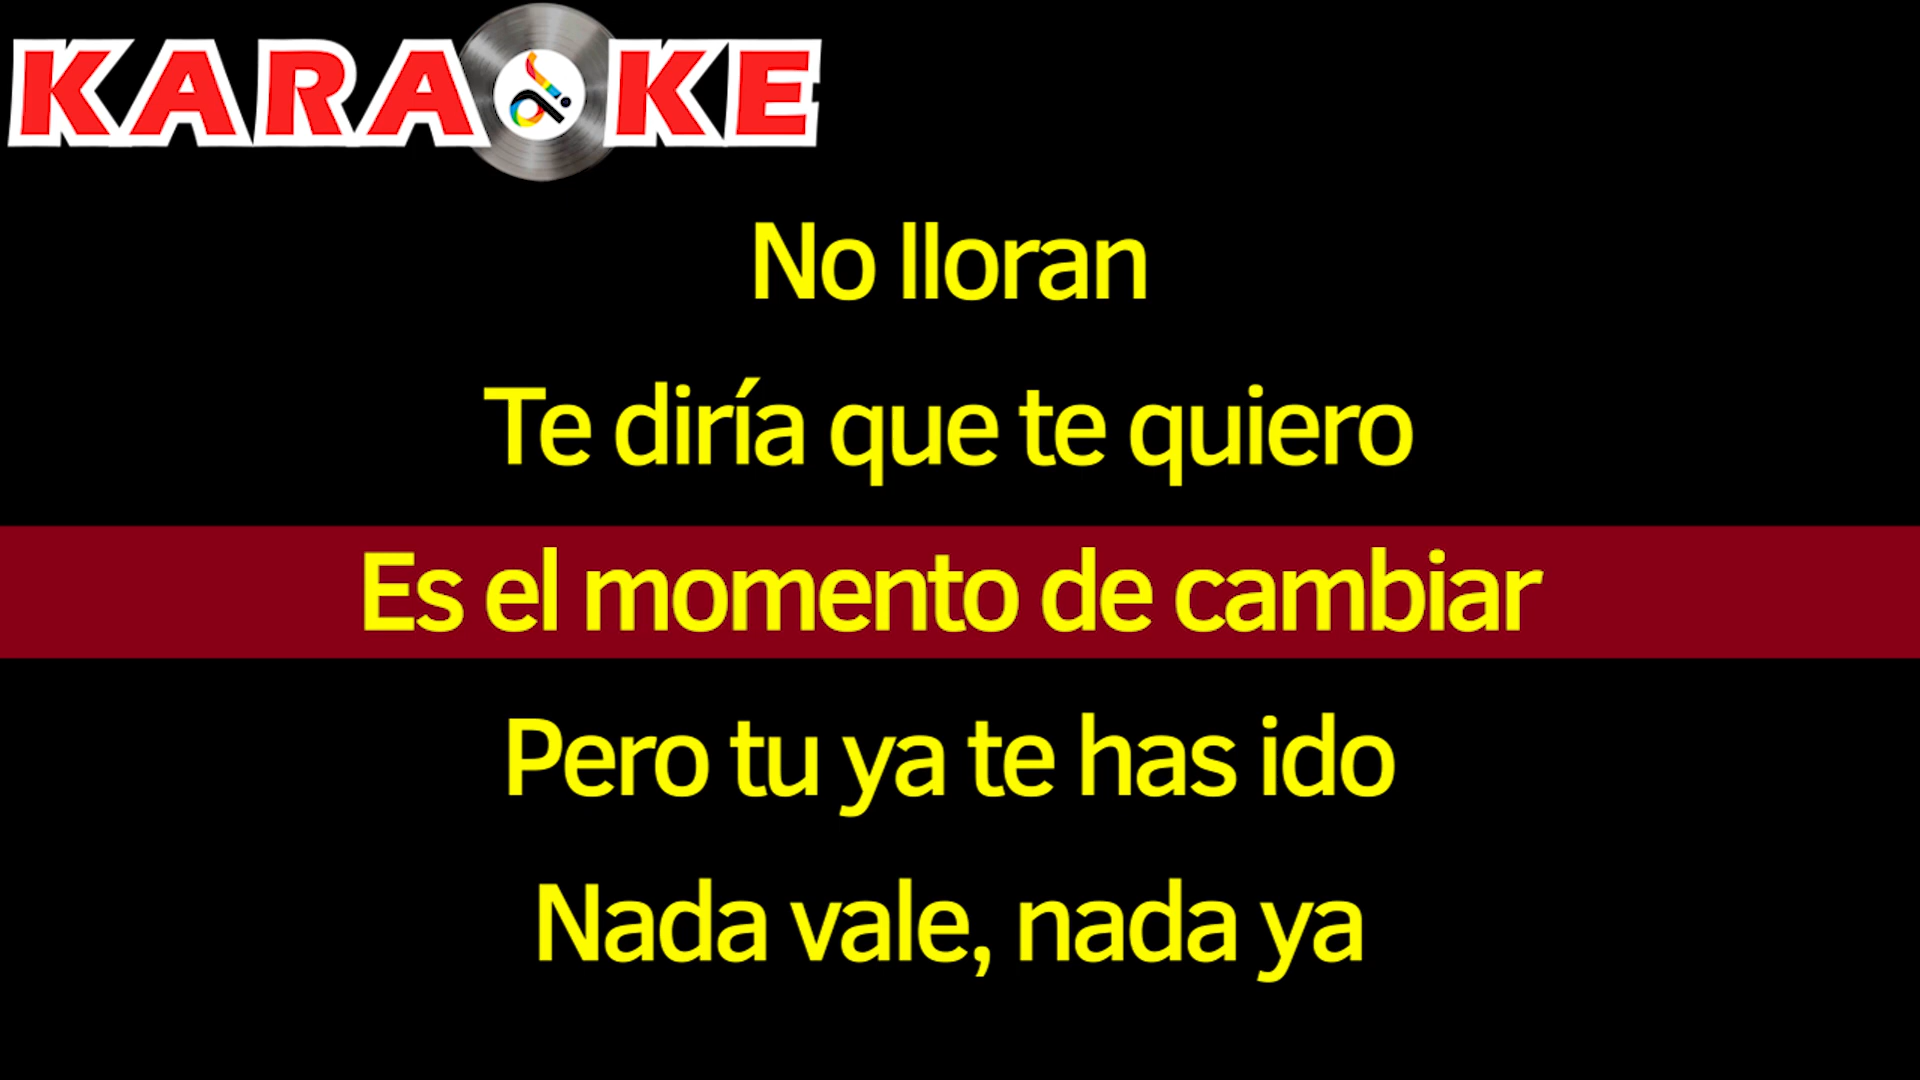 KARAOKE
No lloran
Te diría que te quiero
Es el momento de cambiar
Pero tu ya te has ido
Nada vale, nada ya